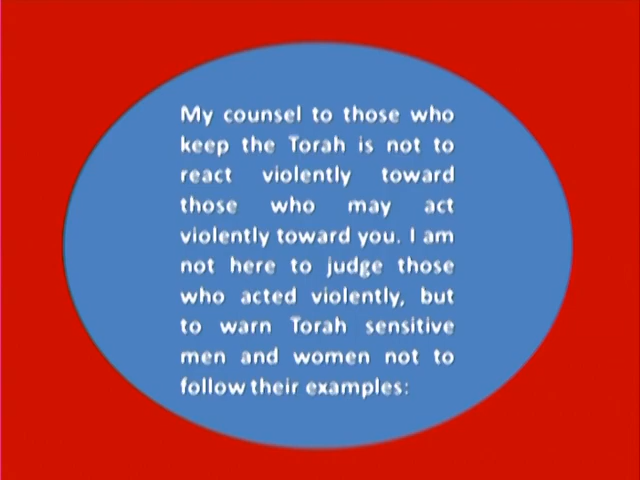 My counsel to those who
keep the Torah is not to
react violently toward
those who may act
violently toward you. I am
not here to judge those
who acted violently, but
to warn Torah sensitive
men and women not to
follow their examples: